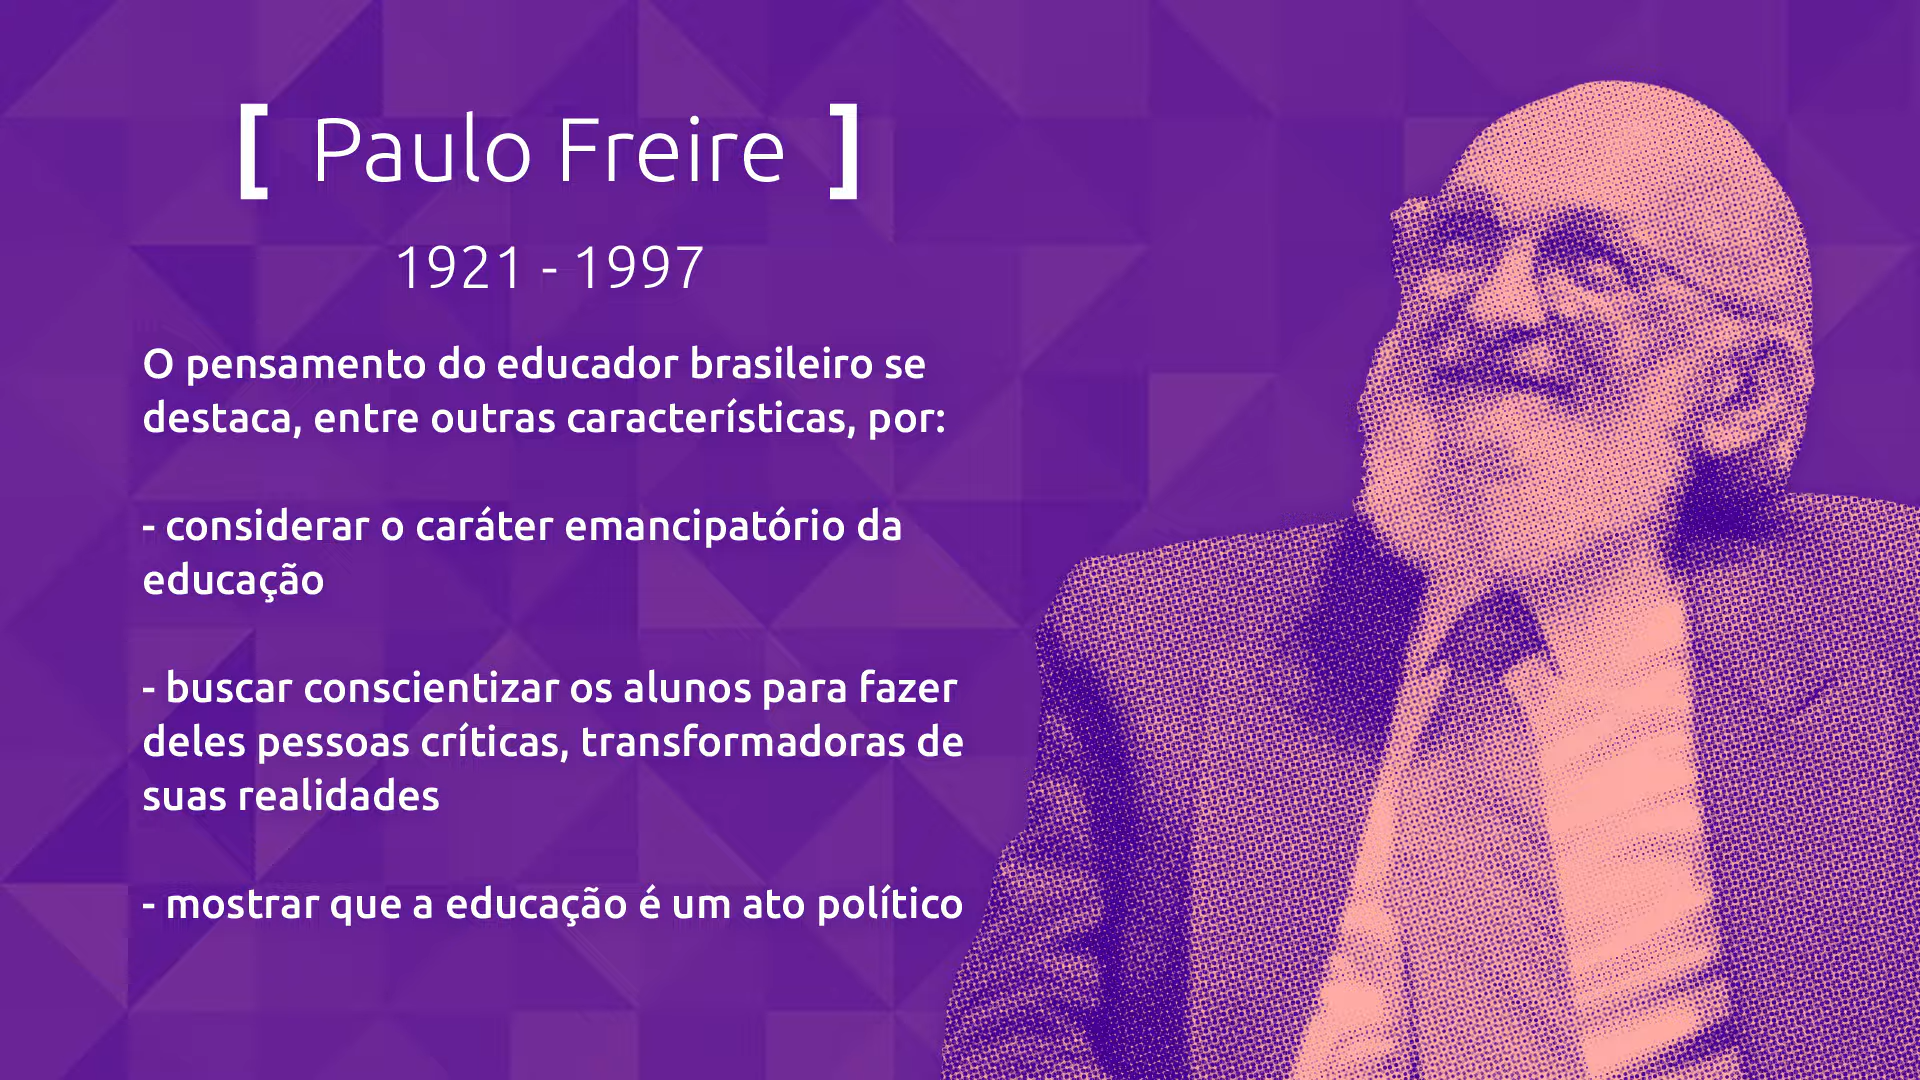 [ Paulo Freire ]
1921 - 1997
O pensamento do educador brasileiro se
destaca, entre outras características, por:
- considerar o caráter emancipatório da
educação
- buscar conscientizar os alunos para fazer
deles pessoas críticas, transformadoras de
suas realidades
- mostrar que a educação é um ato político